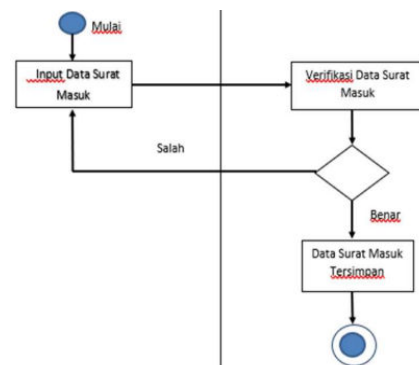 Mulai
Input Data Surat
Masuk
Verifikasi Data Surat
Masuk
Salah
Benar
Data Surat Masuk
Tersimpan